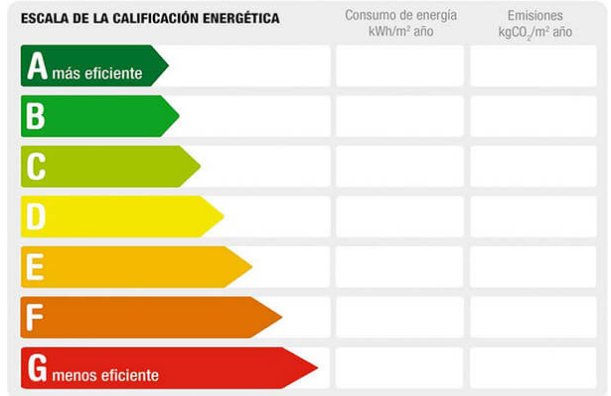 ESCALA DE LA CALIFICACIÓN ENERGÉTICA
Consumo de energía
kWh/m² año
Emisiones
kgCO₂/m² año
A más eficiente
B
C
D
E
F
G menos eficiente